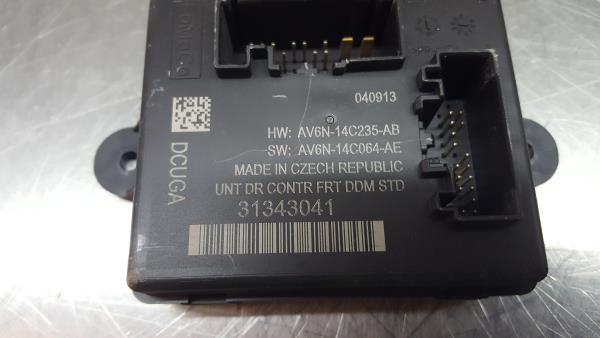 040913
HW: AV6N-14C235-AB
SW: AV6N-14C064-AE
MADE IN CZECH REPUBLIC
UNT DR CONTR FRT DDM STD
31343041
DCUGA